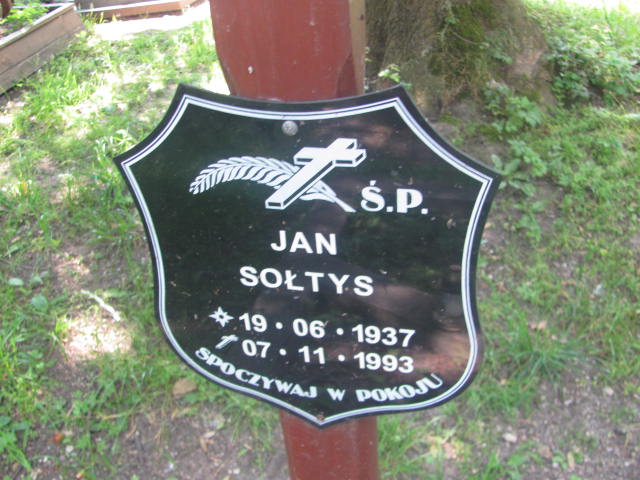 Ś.P.
JAN
SOŁTYS
19·06·1937
07·11·1993
SPOCZYWAJ W POKOJU